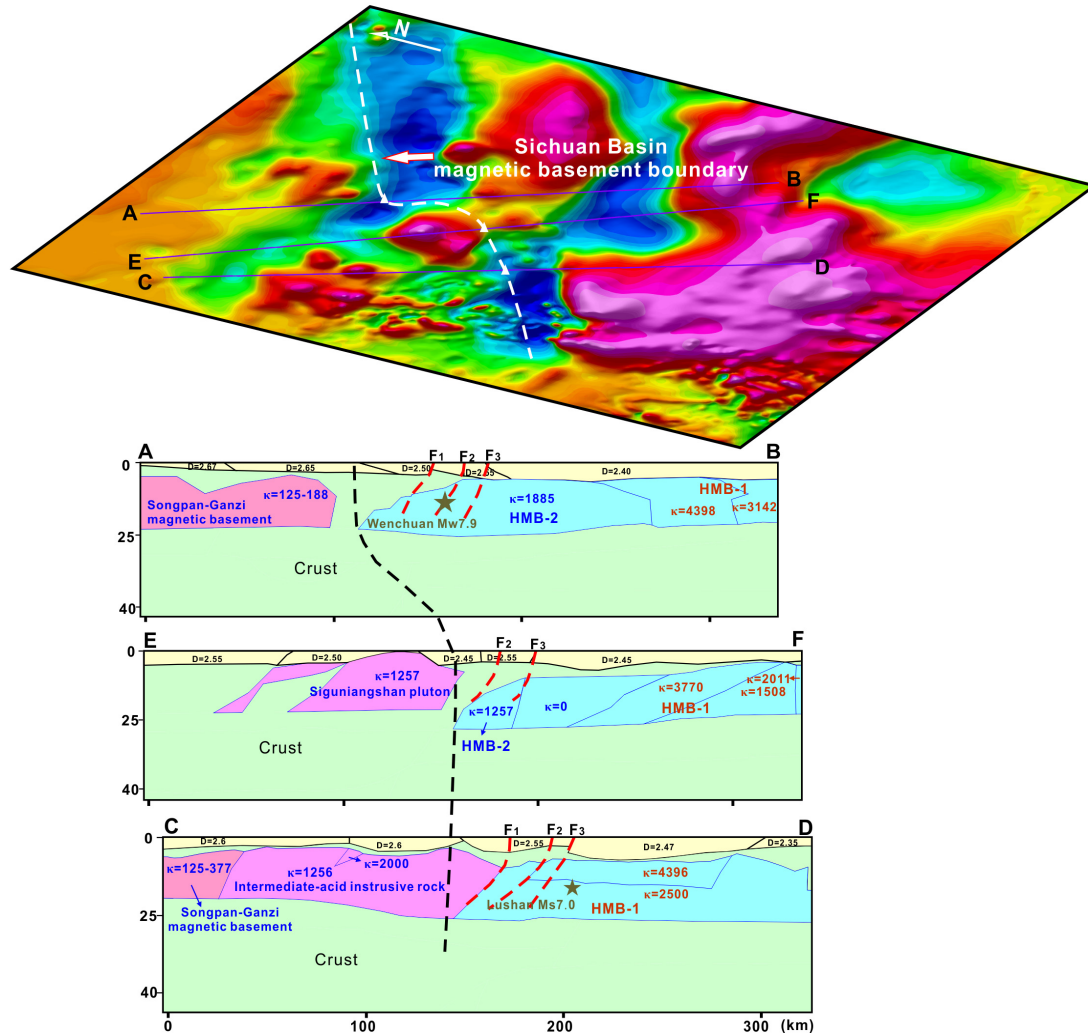 N
Sichuan Basin
magnetic basement boundary
A
B
F
E
C
D
A
B
0
25
40
D=2.67
D=2.65
D=2.50
F1
F2
F3
D=2.55
D=2.40
κ=125-188
Songpan-Ganzi
magnetic basement
Wenchuan Mw7.9
κ=1885
HMB-2
HMB-1
κ=4398
κ=3142
Crust
E
F
0
25
40
D=2.55
D=2.50
D=2.45
F2
F3
D=2.55
D=2.45
κ=1257
Siguniangshan pluton
κ=1257
HMB-2
κ=0
κ=3770
HMB-1
κ=2011
κ=1508
Crust
C
D
0
25
40
D=2.6
D=2.6
F1
F2
F3
D=2.55
D=2.47
D=2.35
κ=125-377
κ=1256
κ=2000
Intermediate-acid instrusive rock
Songpan-Ganzi
magnetic basement
Lushan Ms7.0
κ=4396
κ=2500
HMB-1
Crust
0
100
200
300
(km)